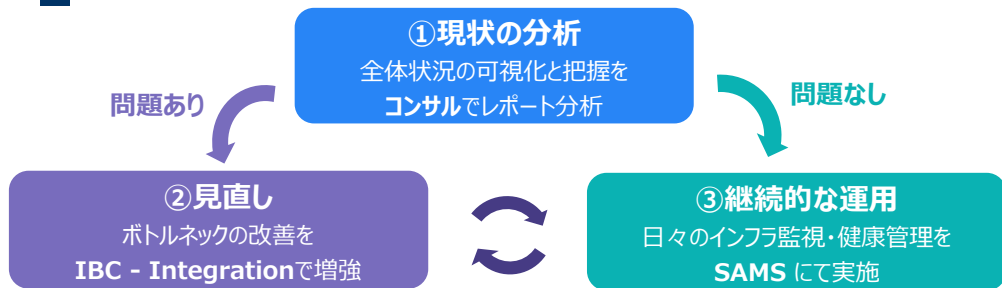 ①現状の分析
全体状況の可視化と把握を
コンサルでレポート分析
問題あり
問題なし
②見直し
ボトルネックの改善を
IBC - Integrationで増強
③継続的な運用
日々のインフラ監視・健康管理を
SAMS にて実施